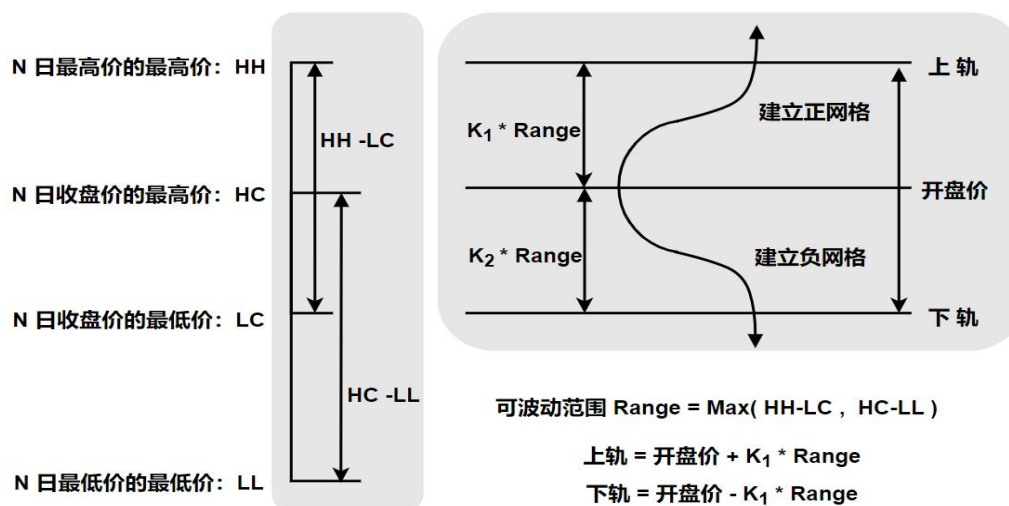 N 日最高价的最高价：HH
HH -LC
N 日收盘价的最高价：HC
N 日收盘价的最低价：LC
HC -LL
N 日最低价的最低价：LL
上 轨
建立正网格
K₁ * Range
开盘价
K₂ * Range
建立负网格
下 轨
可波动范围 Range = Max( HH-LC , HC-LL )
上轨 = 开盘价 + K₁ * Range
下轨 = 开盘价 - K₁ * Range